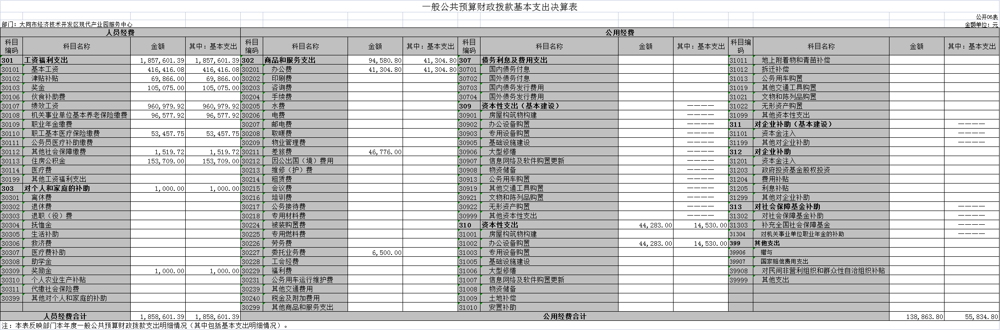 一般公共预算财政拨款基本支出决算表
公开06表
部门：大同市经济技术开发区现代产业园服务中心 金额单位：元
人员经费 公用经费
科目编码 科目名称 金额 其中：基本支出 科目编码 科目名称 金额 其中：基本支出 科目编码 科目名称 金额 其中：基本支出 科目编码 科目名称 金额 其中：基本支出
301 工资福利支出 1,857,601.39 1,857,601.39 302 商品和服务支出 94,580.80 41,304.80 307 债务利息及费用支出 31011 地上附着物和青苗补偿
30101 基本工资 416,416.08 416,416.08 30201 办公费 41,304.80 41,304.80 30701 国内债务付息 31012 拆迁补偿
30102 津贴补贴 69,866.00 69,866.00 30202 印刷费 30702 国外债务付息 31013 公务用车购置
30103 奖金 105,075.00 105,075.00 30203 咨询费 30703 国内债务发行费用 31019 其他交通工具购置
30106 伙食补助费 30204 手续费 30704 国外债务发行费用 31021 文物和陈列品购置
30107 绩效工资 960,979.92 960,979.92 30205 水费 309 资本性支出（基本建设） ———— 31022 无形资产购置
30108 机关事业单位基本养老保险缴费 96,577.92 96,577.92 30206 电费 30901 房屋构筑物构建 ———— 31099 其他资本性支出
30109 职业年金缴费 30207 邮电费 30902 办公设备购置 ———— 311 对企业补助（基本建设） ————
30110 职工基本医疗保险缴费 53,457.75 53,457.75 30208 取暖费 30903 专用设备购置 ———— 31101 资本金注入 ————
30111 公务员医疗补助缴费 30209 物业管理费 30905 基础设施建设 ———— 31199 其他对企业补助 ————
30112 其他社会保障缴费 1,519.72 1,519.72 30211 差旅费 46,776.00 30906 大型修缮 ———— 312 对企业补助
30113 住房公积金 153,709.00 153,709.00 30212 因公出国（境）费用 30907 信息网络及软件购置更新 ———— 31201 资本金注入
30114 医疗费 30213 维修（护）费 30908 物资储备 ———— 31203 政府投资基金股权投资
30199 其他工资福利支出 30214 租赁费 30913 公务用车购置 ———— 31204 费用补贴
303 对个人和家庭的补助 1,000.00 1,000.00 30215 会议费 30919 其他交通工具购置 ———— 31205 利息补贴
30301 离休费 30216 培训费 30921 文物和陈列品购置 ———— 31299 其他对企业补助
30302 退休费 30217 公务接待费 30922 无形资产购置 ———— 313 对社会保障基金补助 ————
30303 退职（役）费 30218 专用材料费 30999 其他资本性支出 ———— 31302 对社会保障基金补助 ————
30304 抚恤金 30224 被装购置费 310 资本性支出 44,283.00 14,530.00 31303 补充全国社会保障基金 ————
30305 生活补助 30225 专用燃料费 31001 房屋构筑物构建 31304 对机关事业单位职业年金的补助 ————
30306 救济费 30226 劳务费 31002 办公设备购置 44,283.00 14,530.00 399 其他支出
30307 医疗费补助 30227 委托业务费 6,500.00 31003 专用设备购置 39906 赠与
30308 助学金 30228 工会经费 31005 基础设施建设 39907 国家赔偿费用支出
30309 奖励金 1,000.00 1,000.00 30229 福利费 31006 大型修缮 39908 对民间非营利组织和群众性自治组织补贴
30310 个人农业生产补贴 30231 公务用车运行维护费 31007 信息网络及软件购置更新 39999 其他支出
30311 代缴社会保险费 30239 其他交通费用 31008 物资储备
30399 其他对个人和家庭的补助 30240 税金及附加费用 31009 土地补偿
30299 其他商品和服务支出 31010 安置补助
人员经费合计 1,858,601.39 1,858,601.39 公用经费合计 138,863.80 55,834.80
注：本表反映部门本年度一般公共预算财政拨款支出明细情况（其中包括基本支出明细情况）。